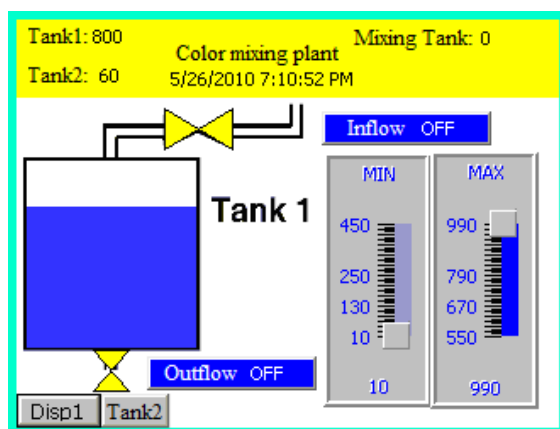 Tank1: 800
Color mixing plant
Mixing Tank: 0
Tank2: 60
5/26/2010 7:10:52 PM
Inflow OFF
MIN
MAX
Tank 1
450
990
250
790
130
670
10
550
10
990
Outflow OFF
Disp1
Tank2